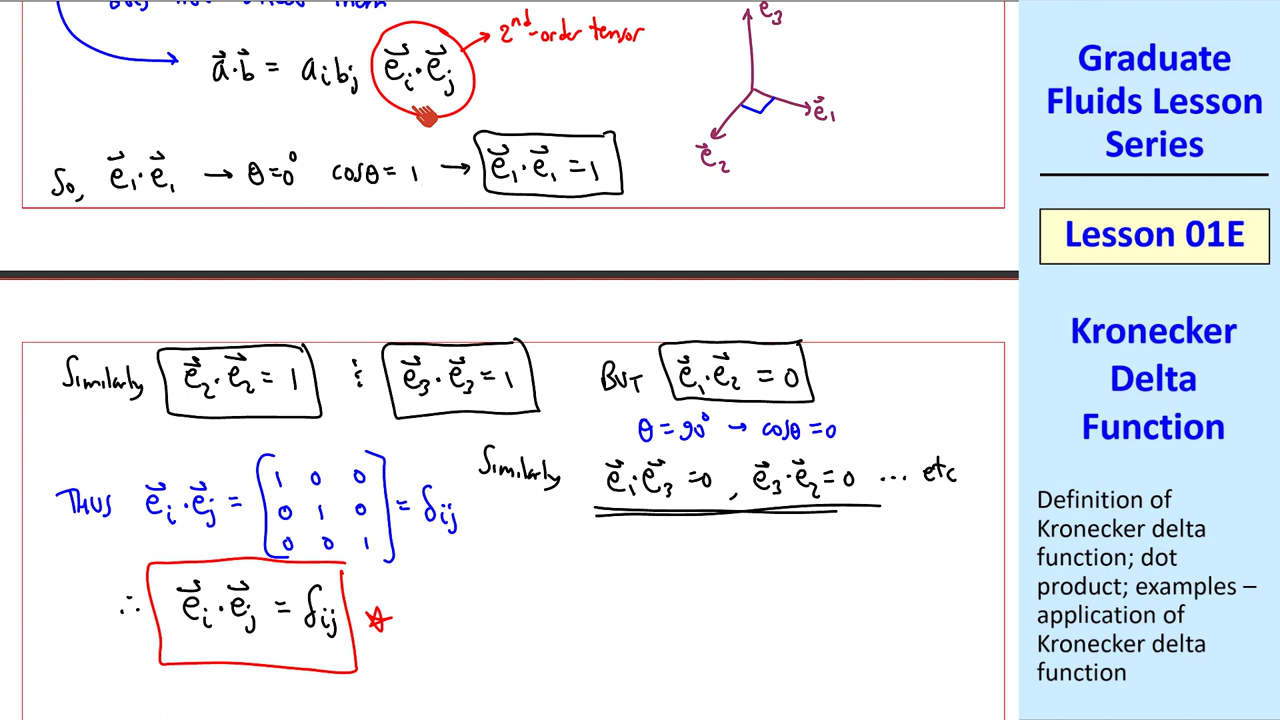 2nd-order tensor
a⃗·b⃗ = aᵢbⱼ e⃗ᵢ·e⃗ⱼ
e⃗₃
e⃗₁
e⃗₂
So, e⃗₁·e⃗₁ → θ=0° cosθ=1 → e⃗₁·e⃗₁=1
Similarly e⃗₂·e⃗₂=1 & e⃗₃·e⃗₃=1 BUT e⃗₁·e⃗₂=0
θ=90° → cosθ=0
Similarly e⃗₁·e⃗₃=0, e⃗₃·e⃗₂=0 ... etc
THUS e⃗ᵢ·e⃗ⱼ = [1 0 0
0 1 0
0 0 1] = δᵢⱼ
∴ e⃗ᵢ·e⃗ⱼ = δᵢⱼ
Graduate
Fluids Lesson
Series
Lesson 01E
Kronecker
Delta
Function
Definition of
Kronecker delta
function; dot
product; examples –
application of
Kronecker delta
function